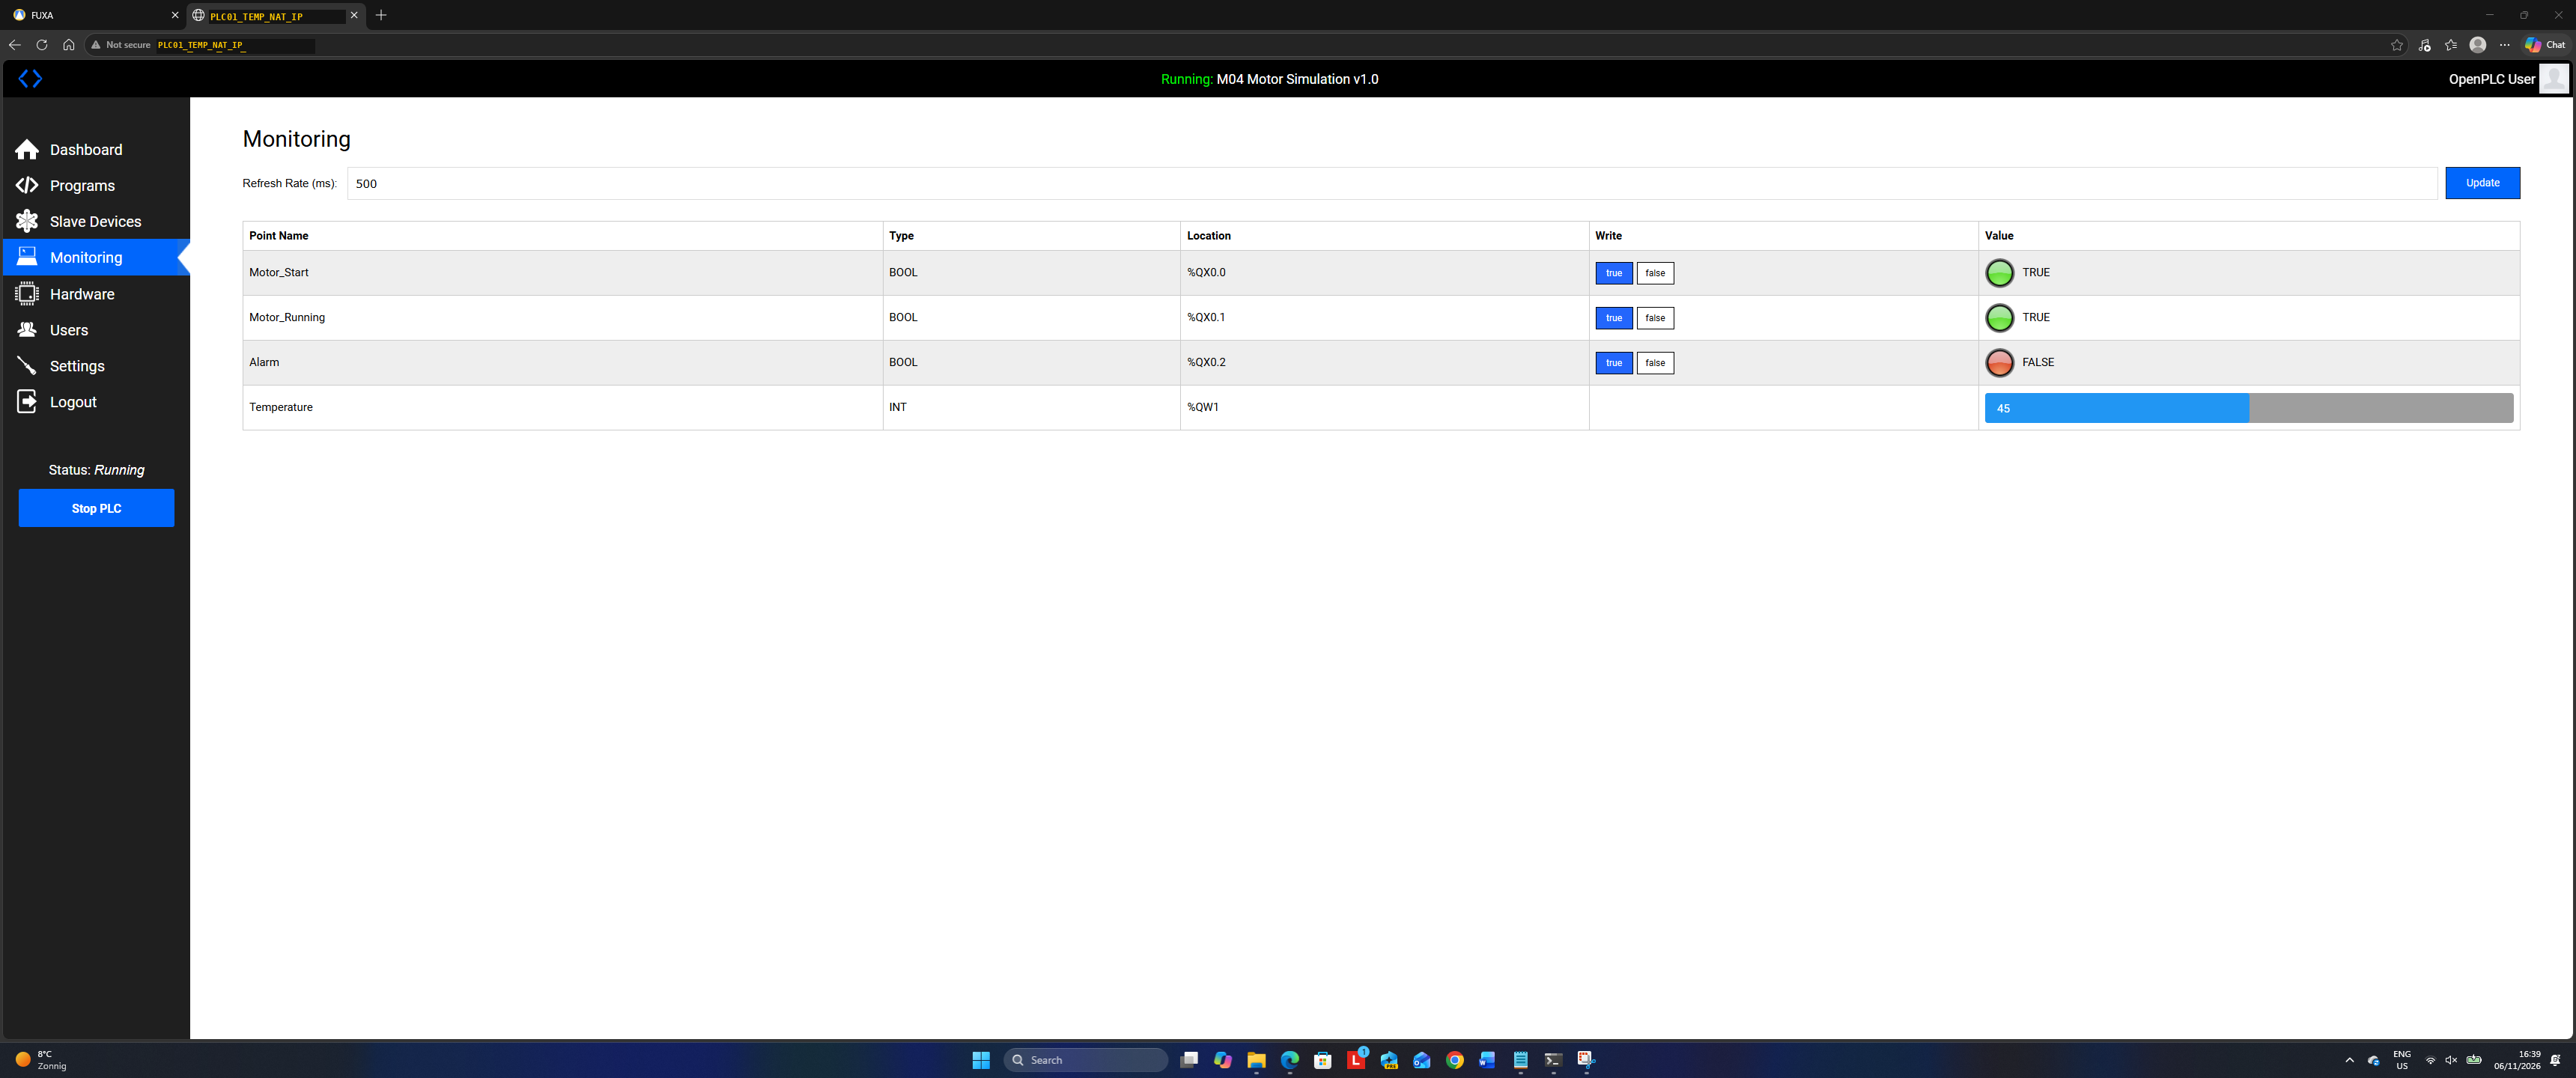 FUXA
PLC01_TEMP_NAT_IP
Not secure PLC01_TEMP_NAT_IP_
Chat
Running: M04 Motor Simulation v1.0
OpenPLC User
Dashboard
Programs
Slave Devices
Monitoring
Hardware
Users
Settings
Logout
Status: Running
Stop PLC
Monitoring
Refresh Rate (ms): 500 Update
Point Name Type Location Write Value
Motor_Start BOOL %QX0.0 true false TRUE
Motor_Running BOOL %QX0.1 true false TRUE
Alarm BOOL %QX0.2 true false FALSE
Temperature INT %QW1 45
8°C
Zonnig
Search
L 1
PRE
ENG
US
16:39
06/11/2026